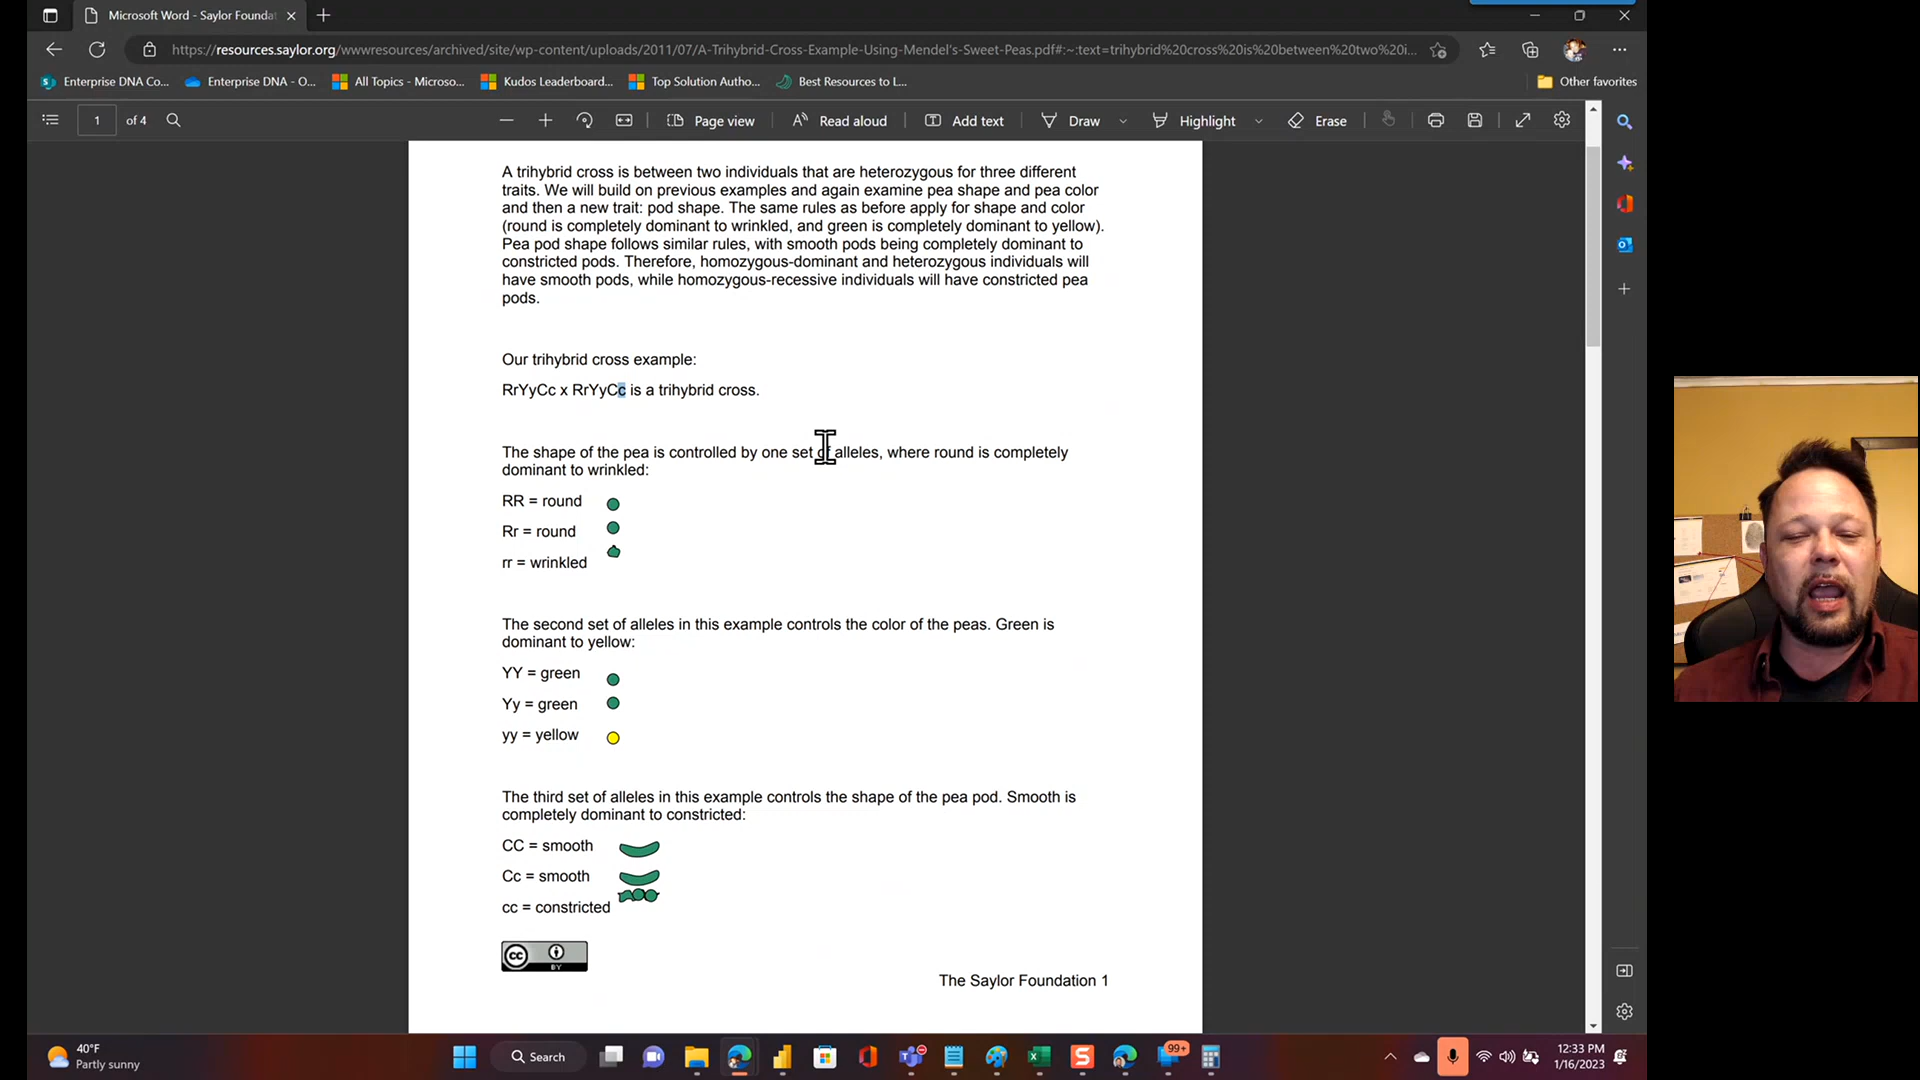 Microsoft Word - Saylor Founda
https://resources.saylor.org/wwwresources/archived/site/wp-content/uploads/2011/07/A-Trihybrid-Cross-Example-Using-Mendel's-Sweet-Peas.pdf#:~:text=trihybrid%20cross%20is%20between%20two%20i...
Enterprise DNA Co...
Enterprise DNA - O...
All Topics - Microso...
Kudos Leaderboard...
Top Solution Autho...
Best Resources to L...
Other favorites
1 of 4
Page view
Read aloud
Add text
Draw
Highlight
Erase
A trihybrid cross is between two individuals that are heterozygous for three different
traits. We will build on previous examples and again examine pea shape and pea color
and then a new trait: pod shape. The same rules as before apply for shape and color
(round is completely dominant to wrinkled, and green is completely dominant to yellow).
Pea pod shape follows similar rules, with smooth pods being completely dominant to
constricted pods. Therefore, homozygous-dominant and heterozygous individuals will
have smooth pods, while homozygous-recessive individuals will have constricted pea
pods.
Our trihybrid cross example:
RrYyCc x RrYyCc is a trihybrid cross.
The shape of the pea is controlled by one set of alleles, where round is completely
dominant to wrinkled:
RR = round
Rr = round
rr = wrinkled
The second set of alleles in this example controls the color of the peas. Green is
dominant to yellow:
YY = green
Yy = green
yy = yellow
The third set of alleles in this example controls the shape of the pea pod. Smooth is
completely dominant to constricted:
CC = smooth
Cc = smooth
cc = constricted
cc
BY
The Saylor Foundation 1
40°F
Partly sunny
Search
99+
12:33 PM
1/16/2023